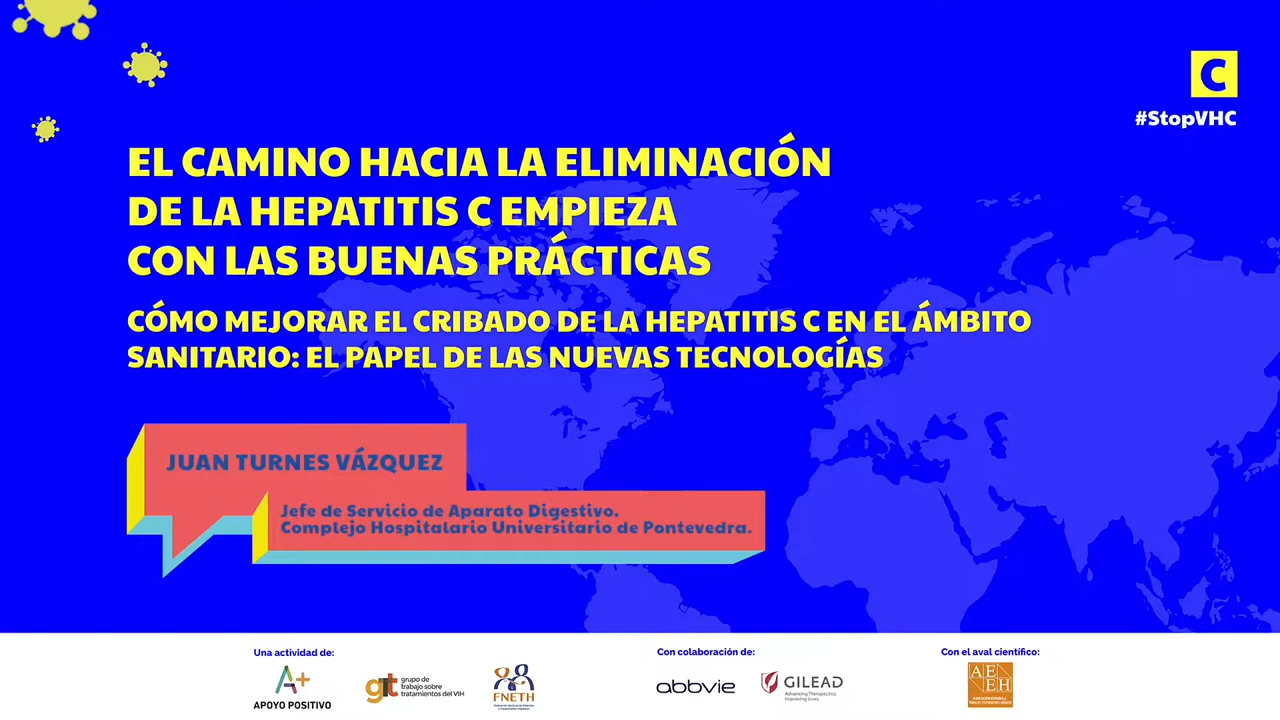 C
#StopVHC
EL CAMINO HACIA LA ELIMINACIÓN
DE LA HEPATITIS C EMPIEZA
CON LAS BUENAS PRÁCTICAS
CÓMO MEJORAR EL CRIBADO DE LA HEPATITIS C EN EL ÁMBITO
SANITARIO: EL PAPEL DE LAS NUEVAS TECNOLOGÍAS
JUAN TURNES VÁZQUEZ
Jefe de Servicio de Aparato Digestivo.
Complejo Hospitalario Universitario de Pontevedra.
Una actividad de:
A+
APOYO POSITIVO
gtt
grupo de
trabajo sobre
tratamientos del VIH
FNETH
Con colaboración de:
abbvie
GILEAD
Advancing Therapeutics.
Improving Lives.
Con el aval científico:
AE
EH